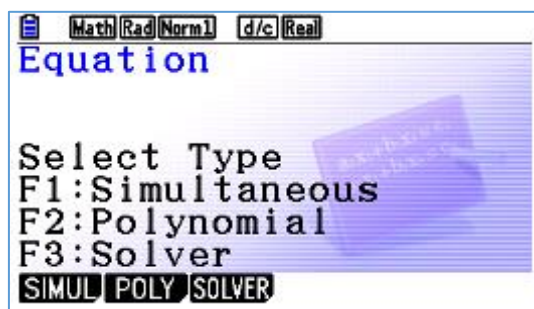 Math Rad Norm1 d/c Real
Equation
Select Type
F1:Simultaneous
F2:Polynomial
F3:Solver
SIMUL POLY SOLVER